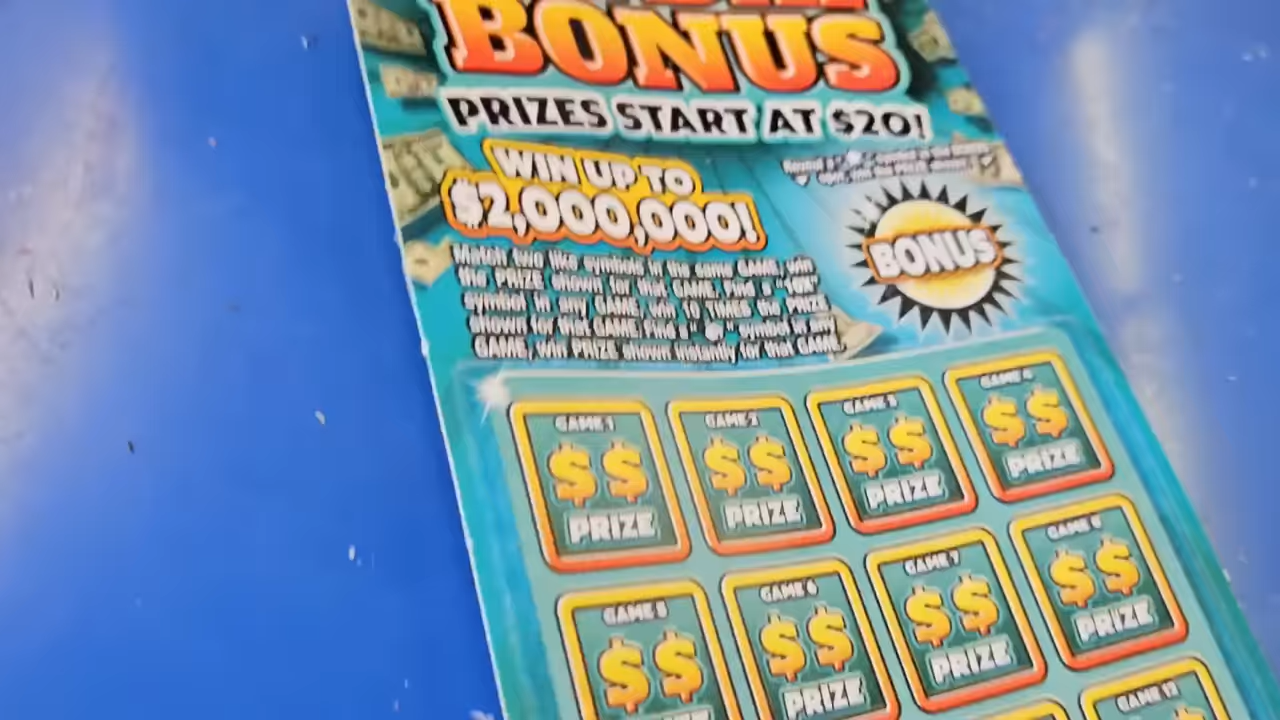 BONUS
PRIZES START AT $20!
WIN UP TO
$2,000,000!
Match two like symbols in the same GAME, win
the PRIZE shown for that GAME. Find a "10X"
symbol in any GAME, win 10 TIMES the PRIZE
shown for that GAME. Find a " " symbol in any
GAME, win PRIZE shown instantly for that GAME.
BONUS
GAME 1
$$
PRIZE
GAME 2
$$
PRIZE
GAME 3
$$
PRIZE
GAME 4
$$
PRIZE
GAME 5
$$
GAME 6
$$
PRIZE
GAME 7
$$
PRIZE
GAME 8
$$
PRIZE
GAME 12